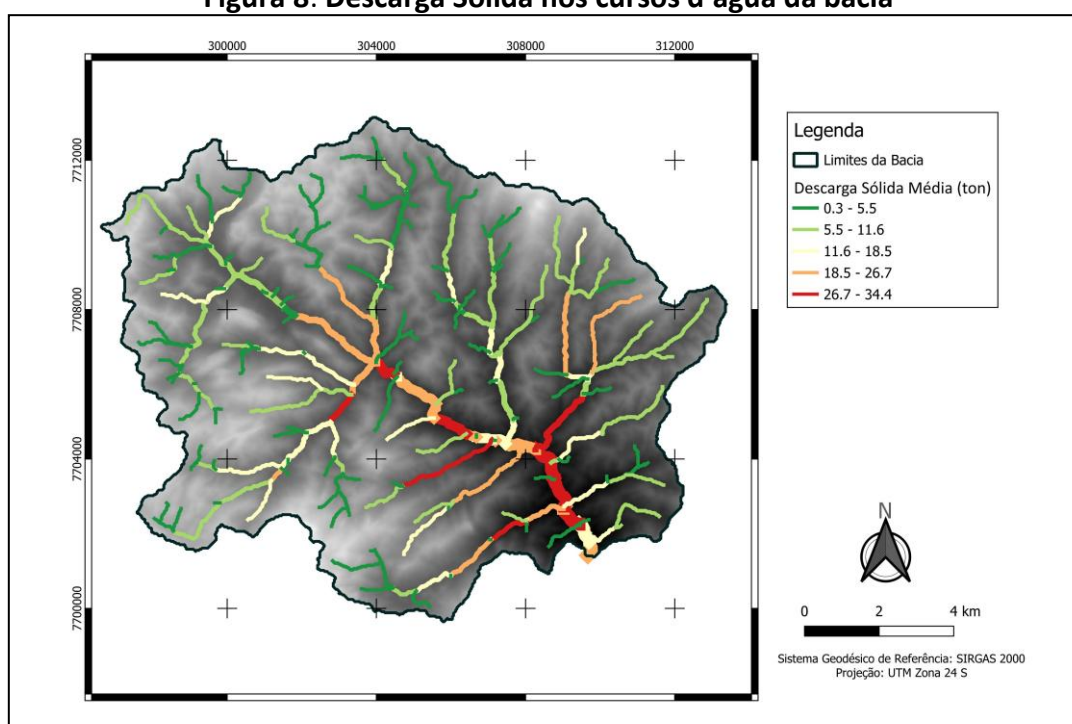 Figura 8: Descarga Sólida nos cursos d'água da bacia
300000 304000 308000 312000
7712000
7708000
7704000
7700000
Legenda
Limites da Bacia
Descarga Sólida Média (ton)
0.3 - 5.5
5.5 - 11.6
11.6 - 18.5
18.5 - 26.7
26.7 - 34.4
N
0 2 4 km
Sistema Geodésico de Referência: SIRGAS 2000
Projeção: UTM Zona 24 S